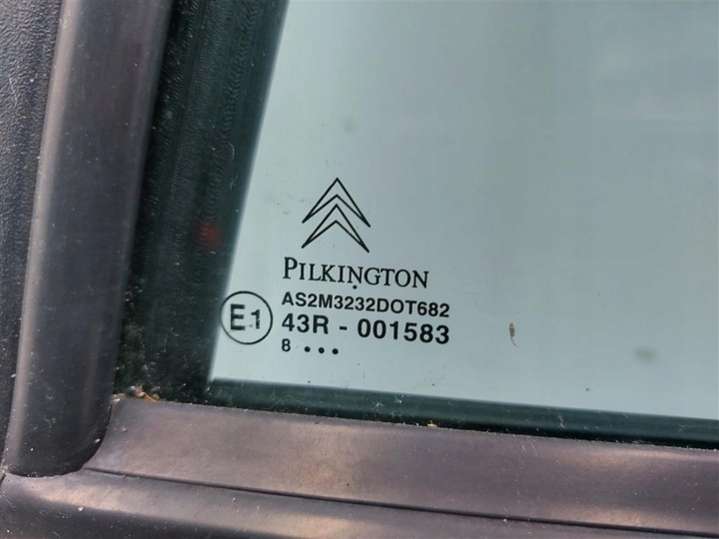 PILKINGTON
AS2M3232DOT682
E1
43R - 001583
8 •••